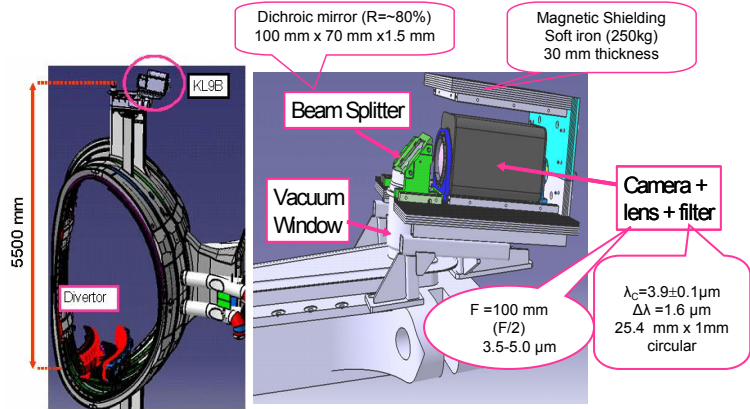 Dichroic mirror (R=~80%)
100 mm x 70 mm x1.5 mm
Magnetic Shielding
Soft iron (250kg)
30 mm thickness
KL9B
5500 mm
Divertor
Beam Splitter
Vacuum
Window
Camera +
lens + filter
F =100 mm
(F/2)
3.5-5.0 µm
λC=3.9±0.1µm
Δλ =1.6 µm
25.4 mm x 1mm
circular